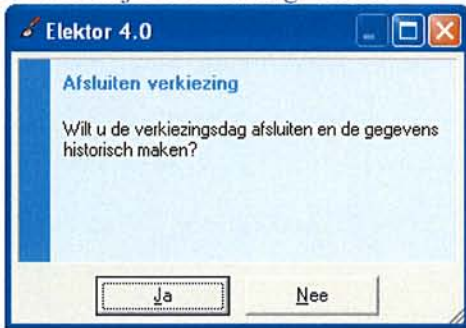 Elektor 4.0
Afsluiten verkiezing
Wilt u de verkiezingsdag afsluiten en de gegevens
historisch maken?
Ja
Nee